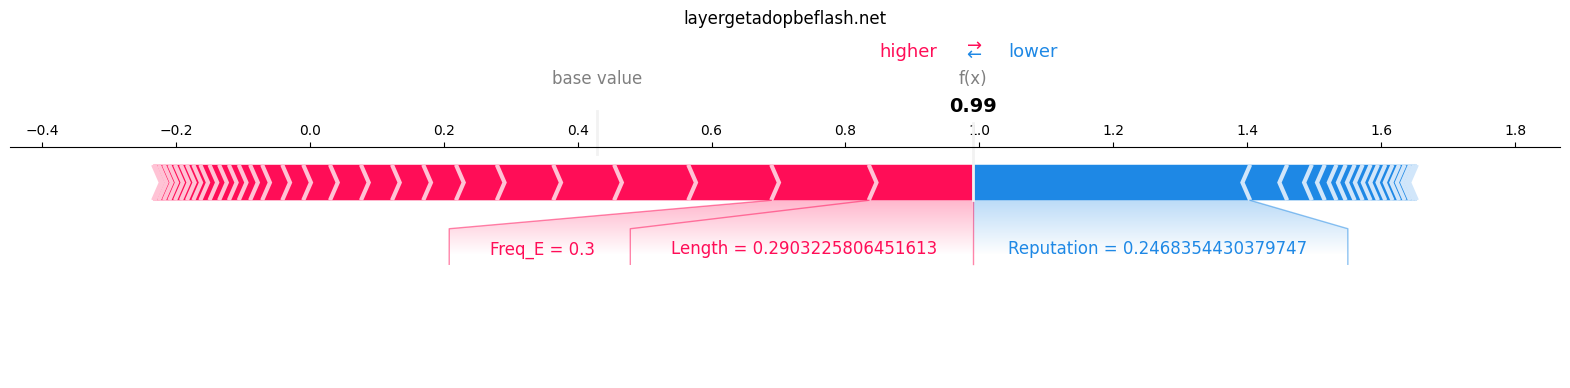 layergetadopbeflash.net
higher → ← lower
base value f(x)
0.99
−0.4 −0.2 0.0 0.2 0.4 0.6 0.8 1.0 1.2 1.4 1.6 1.8
Freq_E = 0.3 Length = 0.2903225806451613 Reputation = 0.2468354430379747